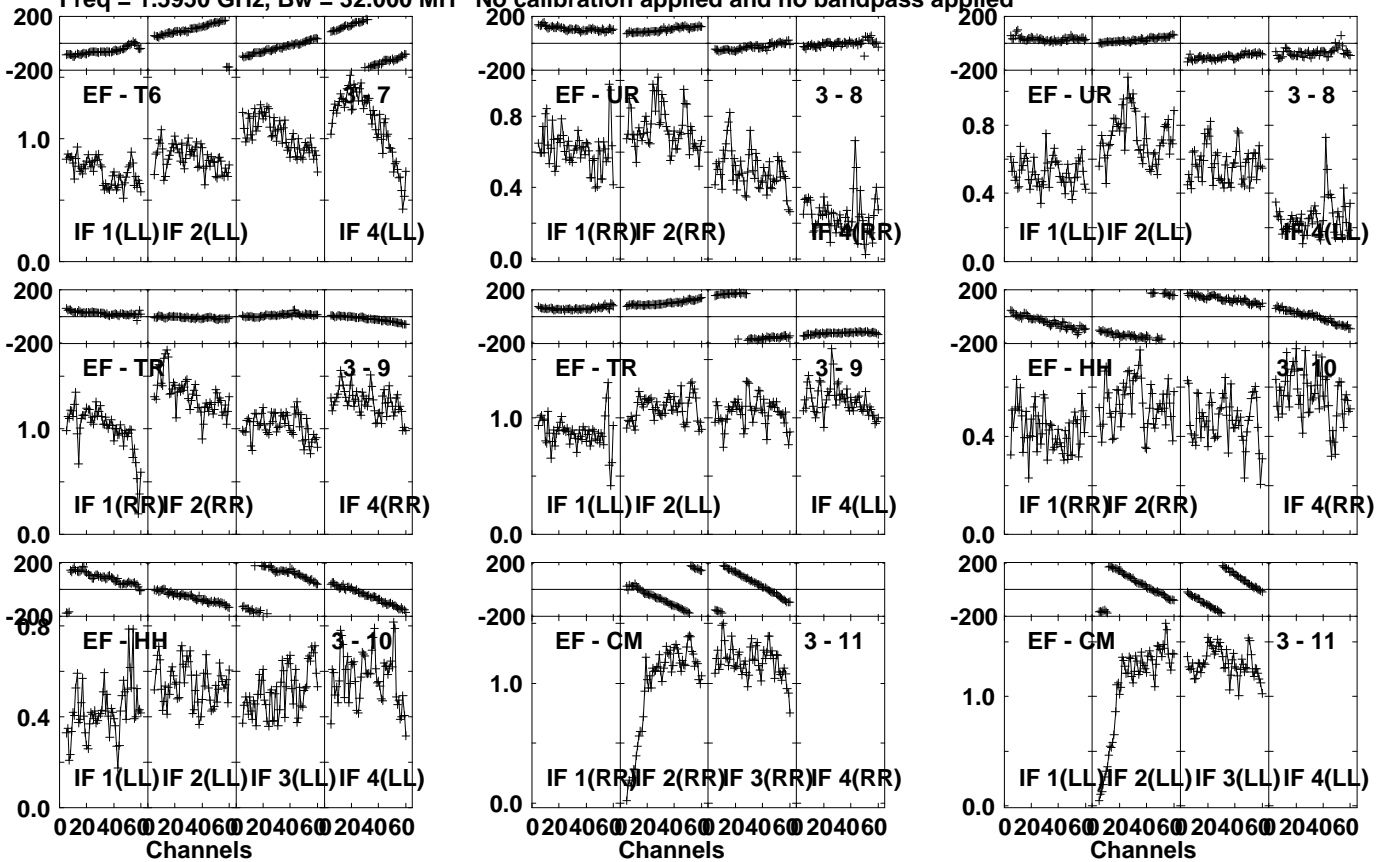 Freq = 1.5950 GHz, Bw = 32.000 MH No calibration applied and no bandpass applied
200
-200
EF - T6
3 - 7
1.0
0.0
IF 1(LL) IF 2(LL) IF 4(LL)
EF - UR
3 - 8
0.8
0.4
0.0
IF 1(RR) IF 2(RR) IF 4(RR)
EF - UR
3 - 8
0.8
0.4
0.0
IF 1(LL) IF 2(LL) IF 4(LL)
200
-200
EF - TR
3 - 9
1.0
0.0
IF 1(RR) IF 2(RR) IF 4(RR)
200
-200
EF - TR
3 - 9
1.0
0.0
IF 1(LL) IF 2(LL) IF 4(LL)
200
-200
EF - HH
3 - 10
0.4
0.0
IF 1(RR) IF 2(RR) IF 4(RR)
200
-200
0.8
EF - HH
3 - 10
0.4
0.0
IF 1(LL) IF 2(LL) IF 3(LL) IF 4(LL)
0 20 40 60 0 20 40 60 0 20 40 60 0 20 40 60
Channels
200
-200
EF - CM
3 - 11
1.0
0.0
IF 1(RR) IF 2(RR) IF 3(RR) IF 4(RR)
0 20 40 60 0 20 40 60 0 20 40 60 0 20 40 60
Channels
200
-200
EF - CM
3 - 11
1.0
0.0
IF 1(LL) IF 2(LL) IF 3(LL) IF 4(LL)
0 20 40 60 0 20 40 60 0 20 40 60 0 20 40 60
Channels